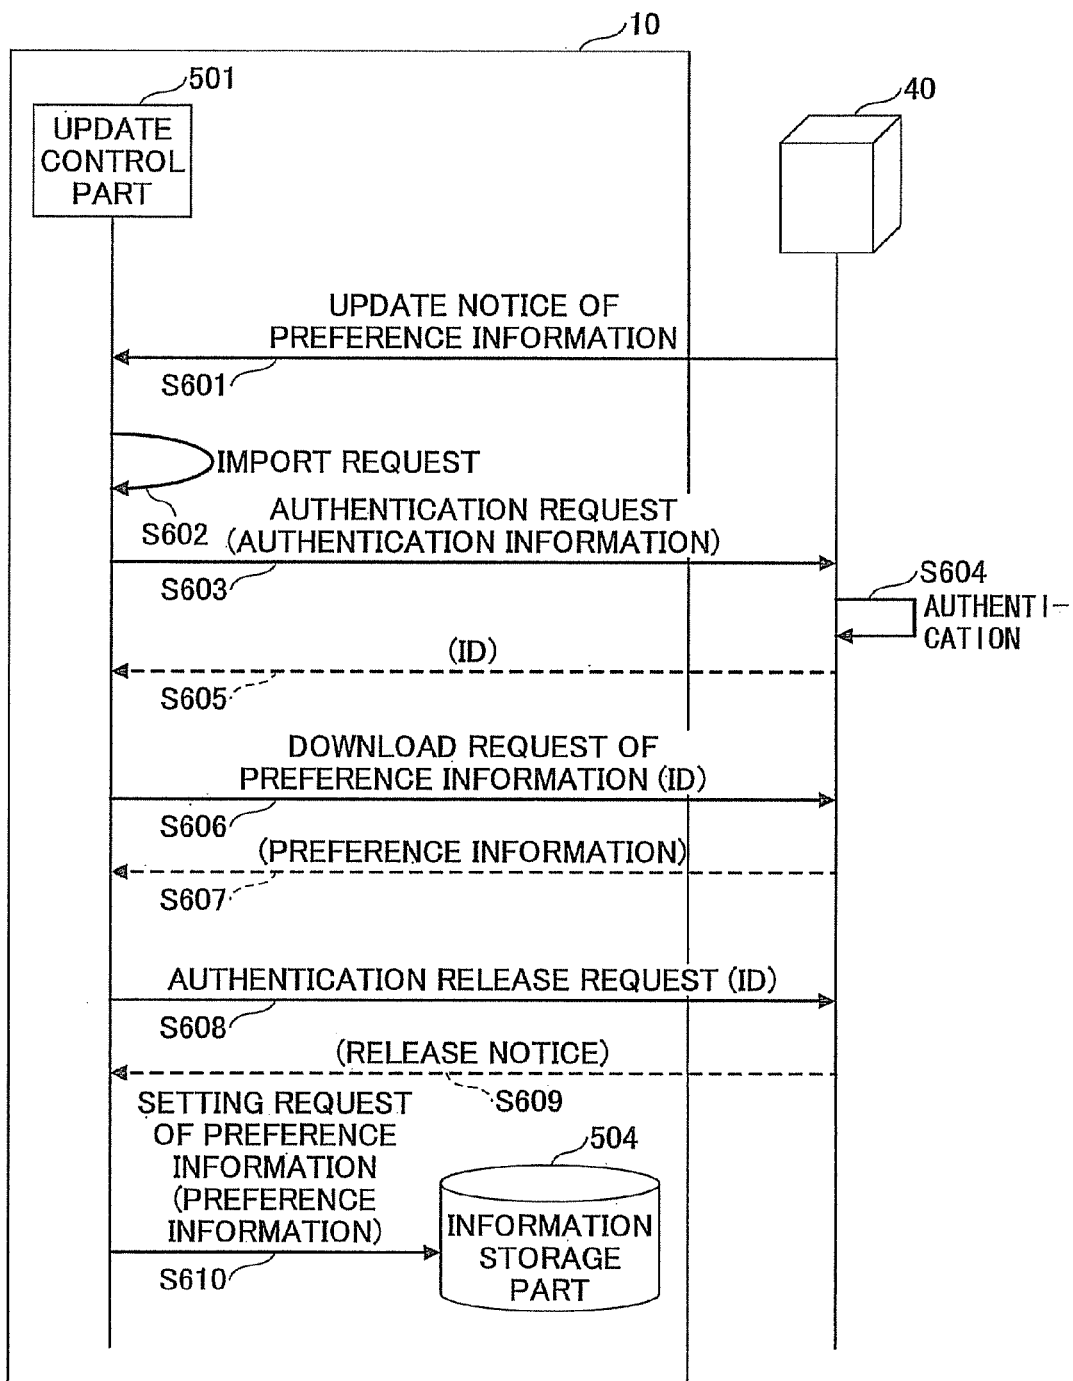 10
501
40
UPDATE
CONTROL
PART
UPDATE NOTICE OF
PREFERENCE INFORMATION
S601
IMPORT REQUEST
S602
AUTHENTICATION REQUEST
(AUTHENTICATION INFORMATION)
S603
S604
AUTHENTI-
CATION
(ID)
S605
DOWNLOAD REQUEST OF
PREFERENCE INFORMATION (ID)
S606
(PREFERENCE INFORMATION)
S607
AUTHENTICATION RELEASE REQUEST (ID)
S608
(RELEASE NOTICE)
S609
SETTING REQUEST
OF PREFERENCE
INFORMATION
(PREFERENCE
INFORMATION)
S610
504
INFORMATION
STORAGE
PART